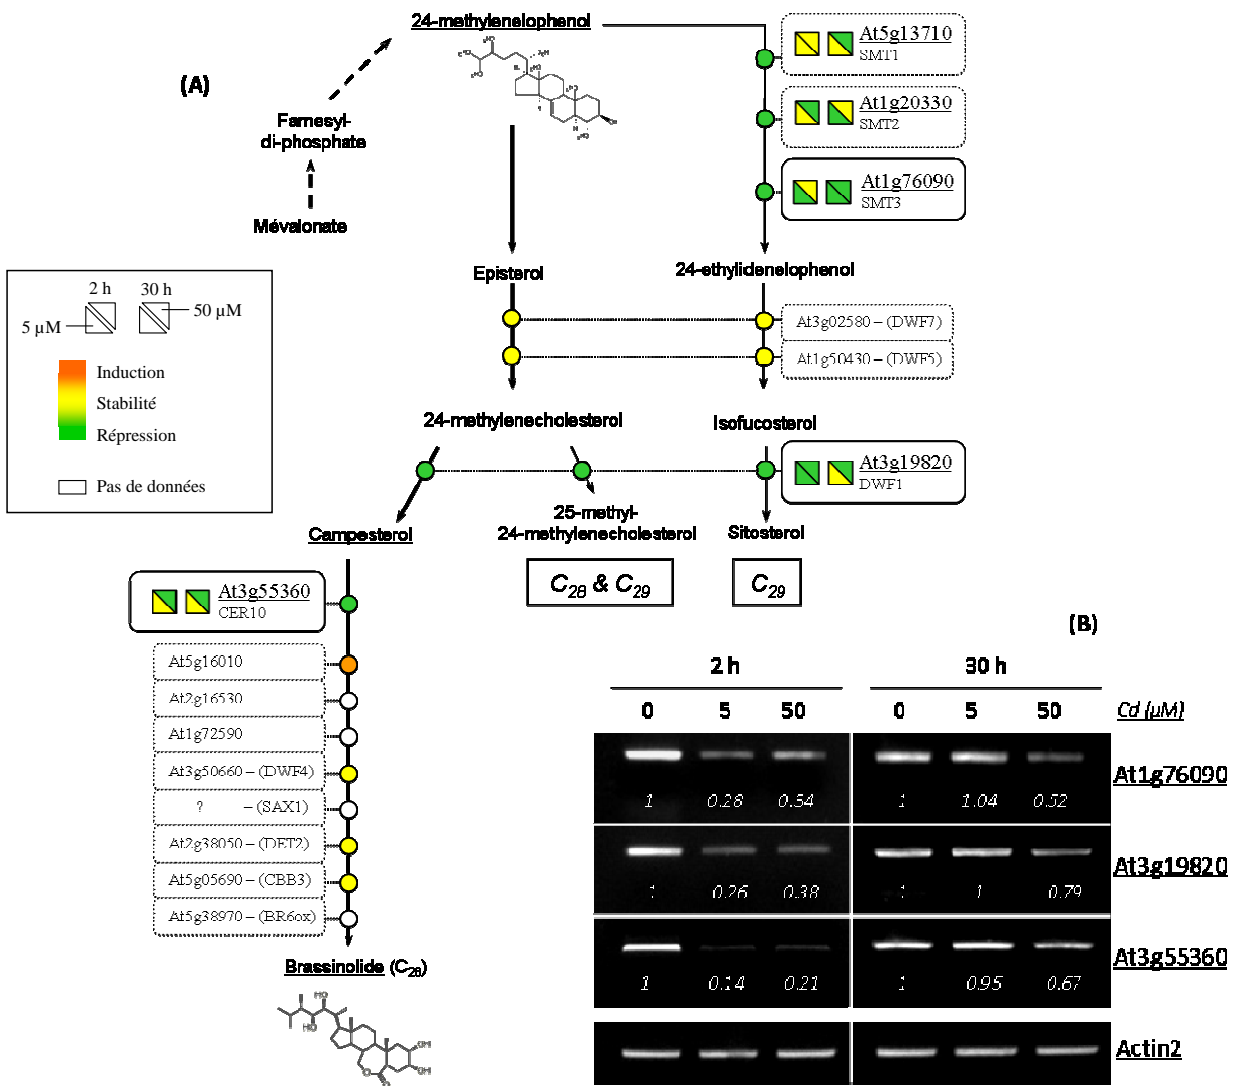 (A)
24-methylenelophenol
Farnesyl-
di-phosphate
Mévalonate
At5g13710
SMT1
At1g20330
SMT2
At1g76090
SMT3
Episterol
24-ethylidenelophenol
2 h
30 h
5 µM
50 µM
Induction
Stabilité
Répression
Pas de données
At3g02580 – (DWF7)
At1g50430 – (DWF5)
24-methylenecholesterol
Isofucosterol
At3g19820
DWF1
25-methyl-
24-methylenecholesterol
Campesterol
Sitosterol
C28 & C29
C29
At3g55360
CER10
At5g16010
At2g16530
At1g72590
At3g50660 – (DWF4)
? – (SAX1)
At2g38050 – (DET2)
At5g05690 – (CBB3)
At5g38970 – (BR6ox)
Brassinolide (C28)
HO
HO
OH
OH
O
O
(B)
2 h
30 h
0 5 50 0 5 50 Cd (µM)
At1g76090
1 0.28 0.54 1 1.04 0.52
At3g19820
1 0.26 0.38 1 1 0.79
At3g55360
1 0.14 0.21 1 0.95 0.67
Actin2